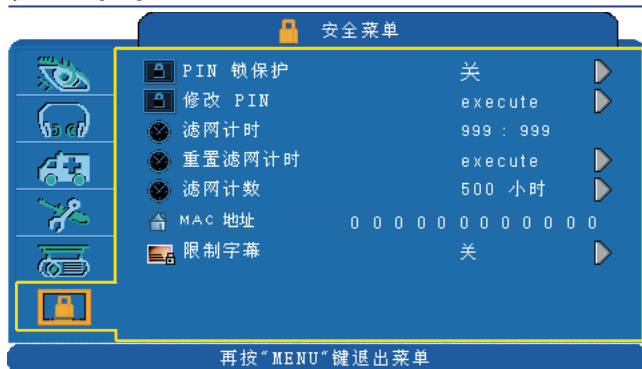 安全菜单
PIN 锁保护 关
修改 PIN execute
滤网计时 999 : 999
重置滤网计时 execute
滤网计数 500 小时
MAC 地址 0 0 0 0 0 0 0 0 0 0 0 0
限制字幕 关
再按“MENU”键退出菜单